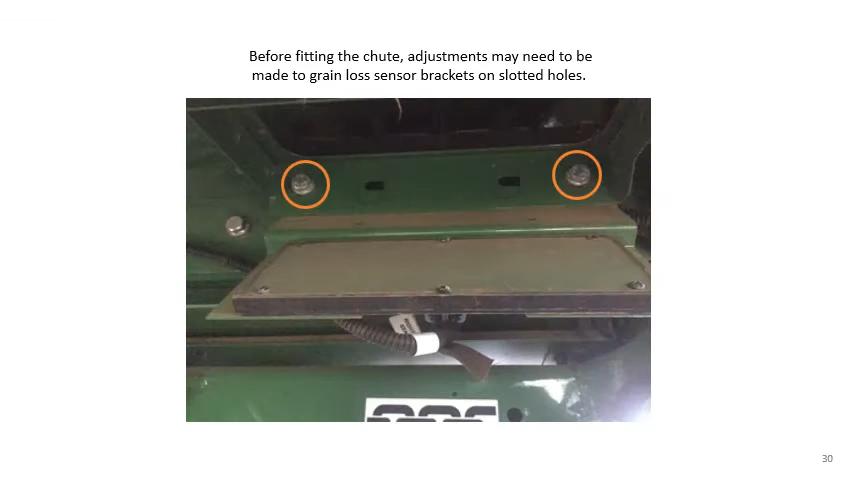 Before fitting the chute, adjustments may need to be
made to grain loss sensor brackets on slotted holes.
30